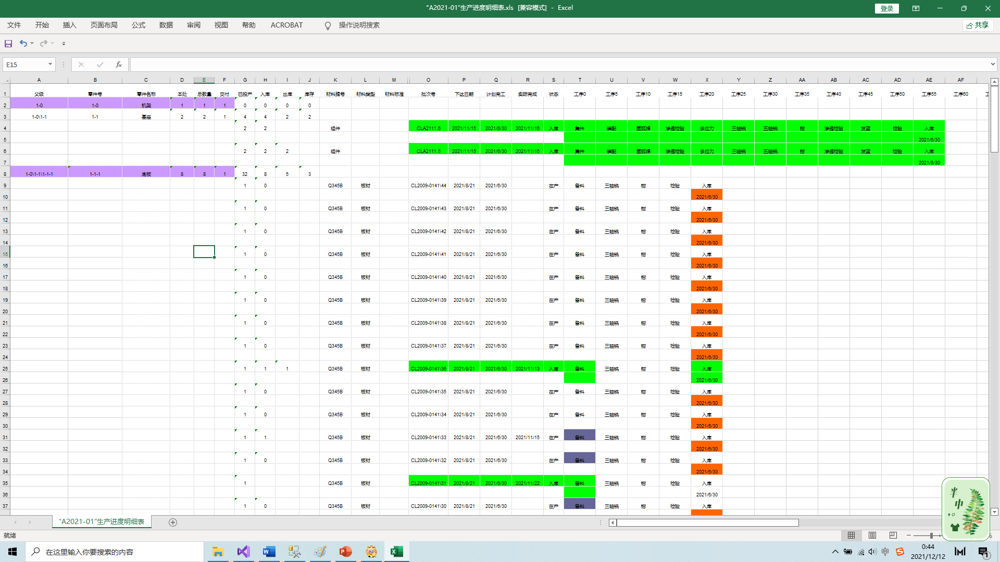 "A2021-01"生产进度明细表.xls [兼容模式] - Excel
登录
文件 开始 插入 页面布局 公式 数据 审阅 视图 帮助 ACROBAT 操作说明搜索 共享
E15 fx
A B C D E F G H I J K L M O P Q R S T U V W X Y Z AA AB AC AD AE AF
1 父级 零件号 零件名称 本处 总数量 交付 已投产 入库 出库 库存 材料牌号 材料类型 材料标准 批次号 下达日期 计划完工 实际完成 状态 工序0 工序5 工序10 工序15 工序20 工序25 工序30 工序35 工序40 工序45 工序50 工序55 工序60
2 1-0 1-0 机架 1 1 1 0 0 0 0
3 1-0\1-1 1-1 基座 2 2 1 4 4 2 2
4 2 2 组件 CLA2111.6 2021/11/15 2021/6/30 2021/11/16 入库 集件 装配 氩弧焊 渗透检验 去应力 三轴铣 五轴铣 钳 渗透检验 发蓝 检验 入库
5 2021/6/30
6 2 2 2 组件 CLA2111.5 2021/11/15 2021/6/30 2021/11/15 入库 集件 装配 氩弧焊 渗透检验 去应力 三轴铣 五轴铣 钳 渗透检验 发蓝 检验 入库
7 2021/6/30
8 1-0\1-1\1-1-1 1-1-1 底板 8 8 1 32 8 5 3
9 1 0 Q345B 板材 CL2009-0141\44 2021/8/21 2021/6/30 在产 备料 三轴铣 钳 检验 入库
10 2021/6/30
11 1 0 Q345B 板材 CL2009-0141\43 2021/8/21 2021/6/30 在产 备料 三轴铣 钳 检验 入库
12 2021/6/30
13 1 0 Q345B 板材 CL2009-0141\42 2021/8/21 2021/6/30 在产 备料 三轴铣 钳 检验 入库
14 2021/6/30
15 1 0 Q345B 板材 CL2009-0141\41 2021/8/21 2021/6/30 在产 备料 三轴铣 钳 检验 入库
16 2021/6/30
17 1 0 Q345B 板材 CL2009-0141\40 2021/8/21 2021/6/30 在产 备料 三轴铣 钳 检验 入库
18 2021/6/30
19 1 0 Q345B 板材 CL2009-0141\39 2021/8/21 2021/6/30 在产 备料 三轴铣 钳 检验 入库
20 2021/6/30
21 1 0 Q345B 板材 CL2009-0141\38 2021/8/21 2021/6/30 在产 备料 三轴铣 钳 检验 入库
22 2021/6/30
23 1 0 Q345B 板材 CL2009-0141\37 2021/8/21 2021/6/30 在产 备料 三轴铣 钳 检验 入库
24 2021/6/30
25 1 1 1 Q345B 板材 CL2009-0141\36 2021/8/21 2021/6/30 2021/11/13 入库 备料 三轴铣 钳 检验 入库
26 2021/6/30
27 1 0 Q345B 板材 CL2009-0141\35 2021/8/21 2021/6/30 在产 备料 三轴铣 钳 检验 入库
28 2021/6/30
29 1 0 Q345B 板材 CL2009-0141\34 2021/8/21 2021/6/30 在产 备料 三轴铣 钳 检验 入库
30 2021/6/30
31 1 1 Q345B 板材 CL2009-0141\33 2021/8/21 2021/6/30 2021/11/15 在产 备料 三轴铣 钳 检验 入库
32 2021/6/30
33 1 0 Q345B 板材 CL2009-0141\32 2021/8/21 2021/6/30 在产 备料 三轴铣 钳 检验 入库
34 2021/6/30
35 1 Q345B 板材 CL2009-0141\31 2021/8/21 2021/6/30 2021/11/22 入库 备料 三轴铣 钳 检验 入库
36 2021/6/30
37 1 0 Q345B 板材 CL2009-0141\30 2021/8/21 2021/6/30 在产 备料 三轴铣 钳 检验 入库
"A2021-01"生产进度明细表
半
中
就绪
在这里输入你要搜索的内容
中
0:44
2021/12/12
1